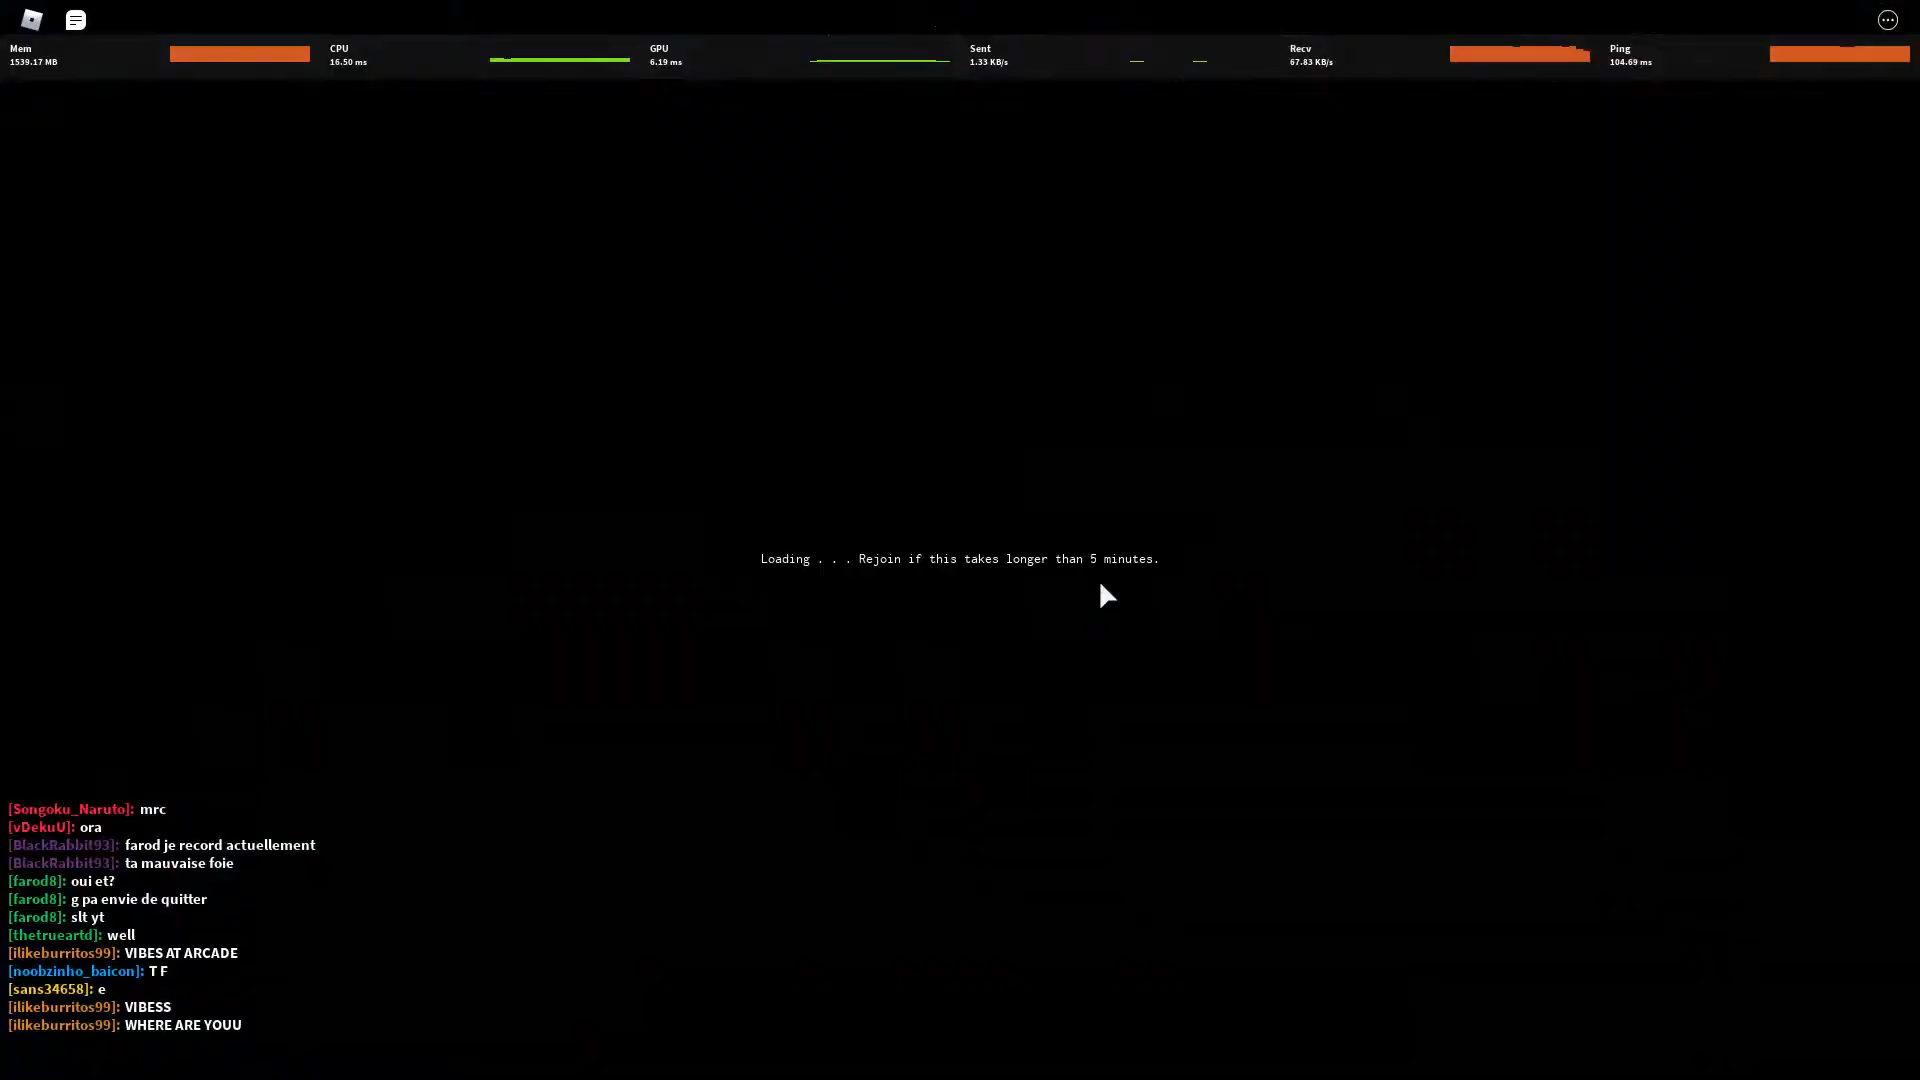 Mem CPU GPU Sent Recv Ping
1539.17 MB 16.50 ms 6.19 ms 1.33 KB/s 67.83 KB/s 104.69 ms
Loading . . . Rejoin if this takes longer than 5 minutes.
[Songoku_Naruto]: mrc
[vDekuU]: ora
[BlackRabbit93]: farod je record actuellement
[BlackRabbit93]: ta mauvaise foie
[farod8]: oui et?
[farod8]: g pa envie de quitter
[farod8]: slt yt
[thetrueartd]: well
[ilikeburritos99]: VIBES AT ARCADE
[noobzinho_baicon]: T F
[sans34658]: e
[ilikeburritos99]: VIBESS
[ilikeburritos99]: WHERE ARE YOUU